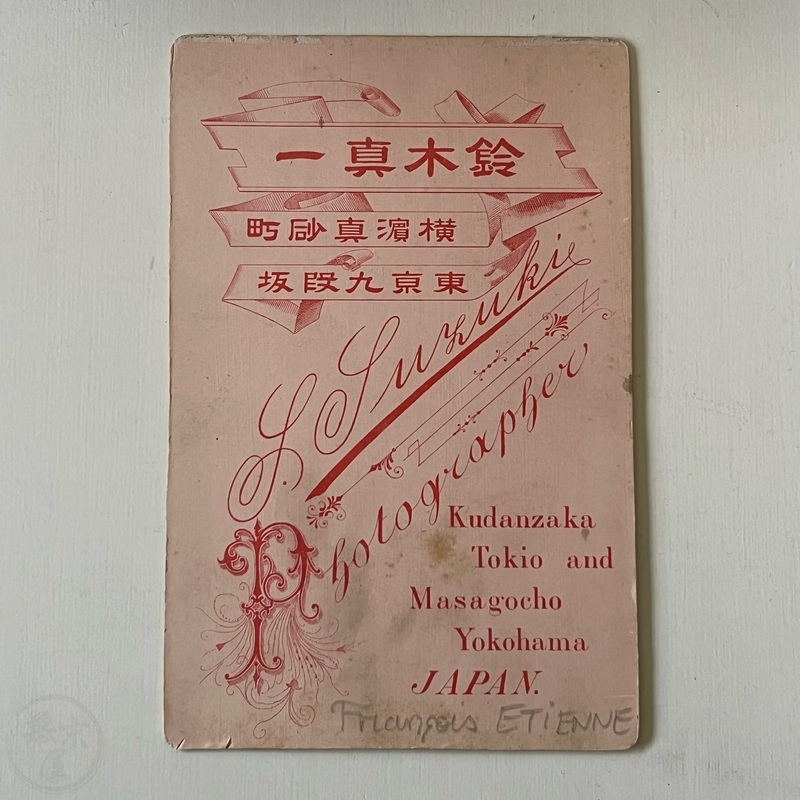 鈴木真一
横濵真砂町
東京九段坂
S. Suzuki
Photographer
Kudanzaka
Tokio and
Masagocho
Yokohama
JAPAN.
François ETIENNE